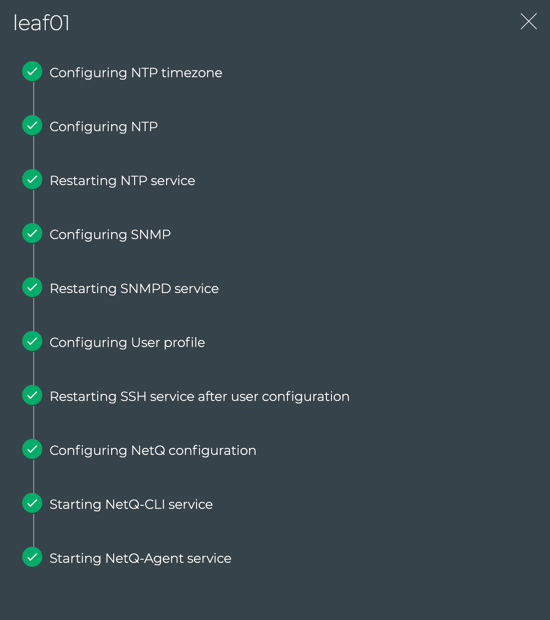 leaf01
Configuring NTP timezone
Configuring NTP
Restarting NTP service
Configuring SNMP
Restarting SNMPD service
Configuring User profile
Restarting SSH service after user configuration
Configuring NetQ configuration
Starting NetQ-CLI service
Starting NetQ-Agent service